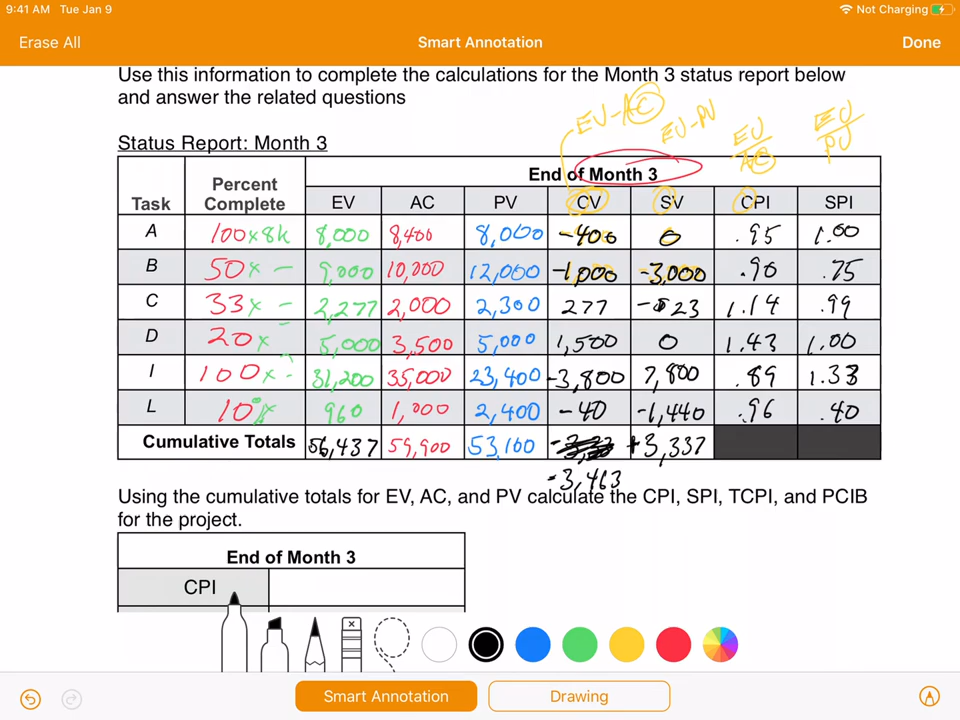 9:41 AM Tue Jan 9 Not Charging
Erase All Smart Annotation Done
Use this information to complete the calculations for the Month 3 status report below
and answer the related questions
EV-AC EV-PV EV/AC EV/PV
Status Report: Month 3
End of Month 3
Task Percent Complete EV AC PV CV SV CPI SPI
A 100 x 8k 8,000 8,400 8,000 -400 0 .95 1.00
B 50 x - 9,000 10,000 12,000 -1,000 -3,000 .90 .75
C 33 x - 2,277 2,000 2,300 277 -23 1.14 .99
D 20 x - 5,000 3,500 5,000 1,500 0 1.43 1.00
I 100 x - 31,200 35,000 23,400 -3,800 7,800 .89 1.33
L 10% x 960 1,000 2,400 -40 -1,440 .96 .40
Cumulative Totals 56,437 59,900 53,100 +3,337
-3,463
Using the cumulative totals for EV, AC, and PV calculate the CPI, SPI, TCPI, and PCIB
for the project.
End of Month 3
CPI
Smart Annotation Drawing